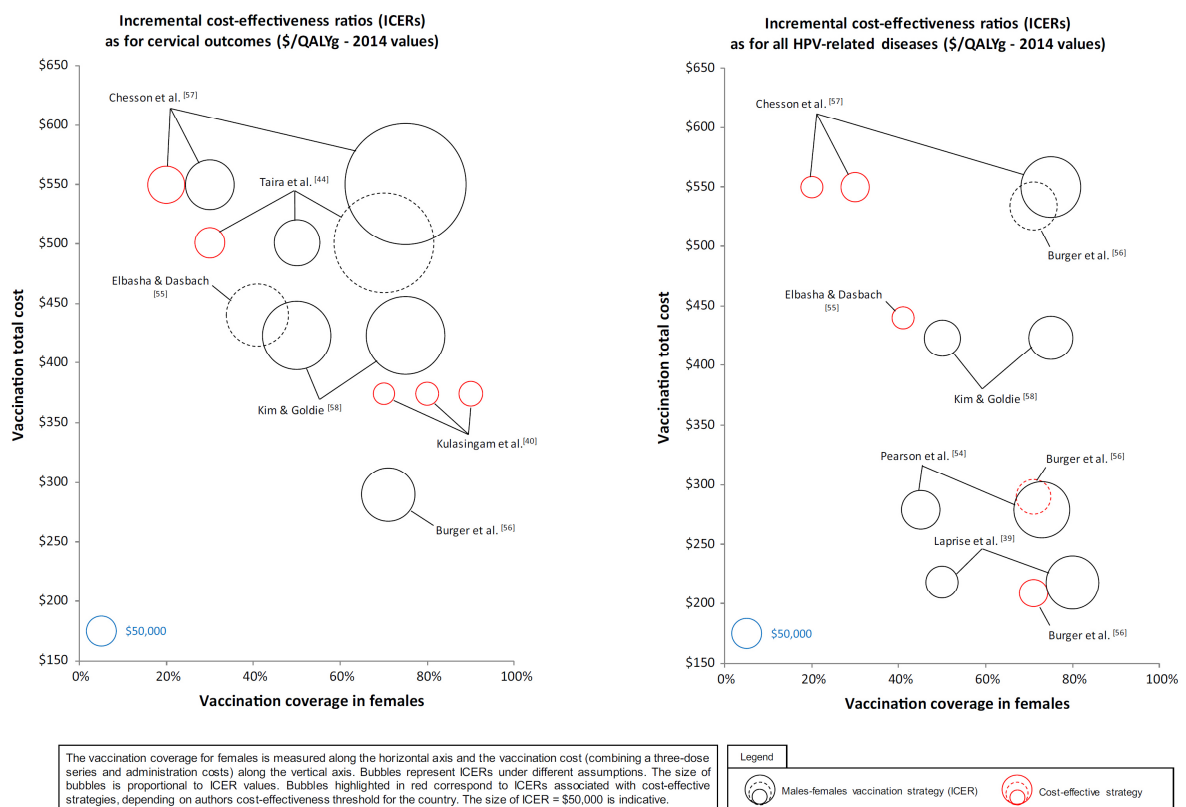 Incremental cost-effectiveness ratios (ICERs)
as for cervical outcomes ($/QALYg - 2014 values)
$650
$600
$550
$500
$450
$400
$350
$300
$250
$200
$150
Vaccination total cost
Chesson et al. [57]
Taira et al. [44]
Elbasha & Dasbach
[55]
Kim & Goldie [58]
Kulasingam et al.[40]
Burger et al. [56]
$50,000
0%
20%
40%
60%
80%
100%
Vaccination coverage in females
Incremental cost-effectiveness ratios (ICERs)
as for all HPV-related diseases ($/QALYg - 2014 values)
$650
$600
$550
$500
$450
$400
$350
$300
$250
$200
$150
Vaccination total cost
Chesson et al. [57]
Burger et al. [56]
Elbasha & Dasbach
[55]
Kim & Goldie [58]
Pearson et al. [54]
Burger et al. [56]
Laprise et al. [39]
Burger et al. [56]
$50,000
0%
20%
40%
60%
80%
100%
Vaccination coverage in females
The vaccination coverage for females is measured along the horizontal axis and the vaccination cost (combining a three-dose
series and administration costs) along the vertical axis. Bubbles represent ICERs under different assumptions. The size of
bubbles is proportional to ICER values. Bubbles highlighted in red correspond to ICERs associated with cost-effective
strategies, depending on authors cost-effectiveness threshold for the country. The size of ICER = $50,000 is indicative.
Legend
Males-females vaccination strategy (ICER)
Cost-effective strategy